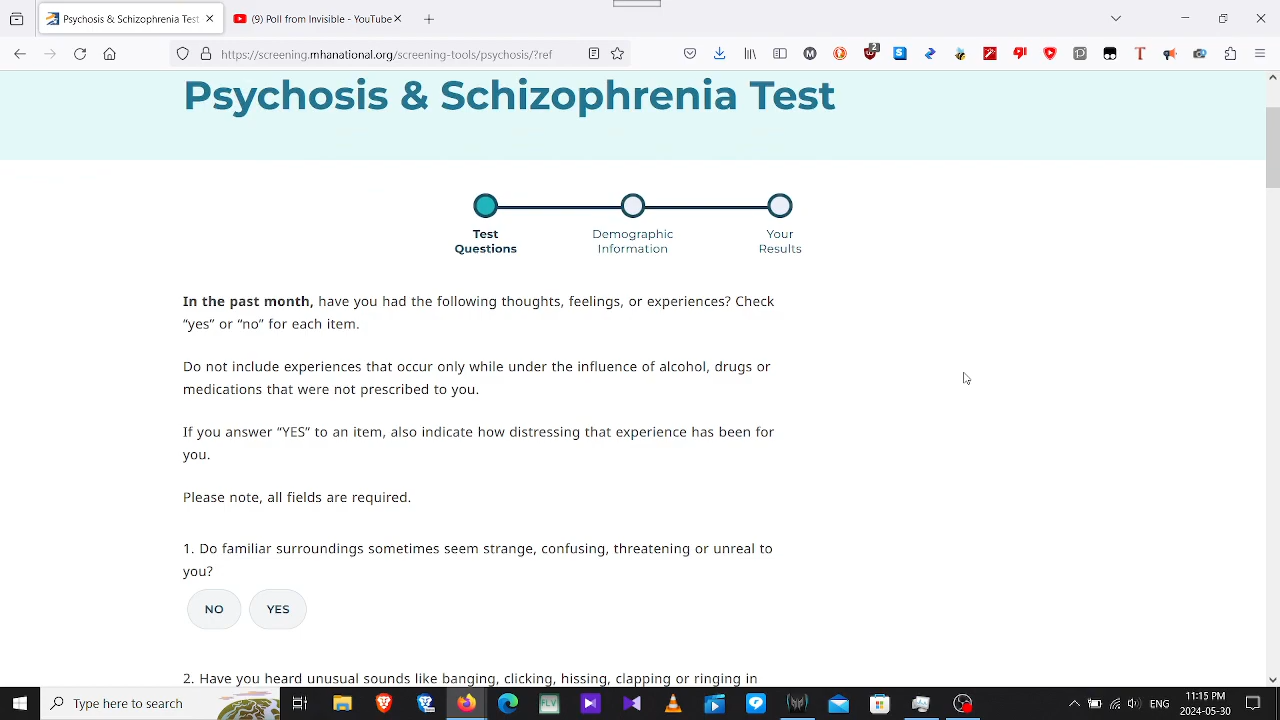 Psychosis & Schizophrenia Test
(9) Poll from Invisible - YouTube
https://screening.mhanational.org/screening-tools/psychosis/?ref
2
Psychosis & Schizophrenia Test
Test Questions
Demographic Information
Your Results
In the past month, have you had the following thoughts, feelings, or experiences? Check
“yes” or “no” for each item.
Do not include experiences that occur only while under the influence of alcohol, drugs or
medications that were not prescribed to you.
If you answer “YES” to an item, also indicate how distressing that experience has been for
you.
Please note, all fields are required.
1. Do familiar surroundings sometimes seem strange, confusing, threatening or unreal to
you?
NO
YES
2. Have you heard unusual sounds like banging, clicking, hissing, clapping or ringing in
Type here to search
FLV
ENG
11:15 PM
2024-05-30